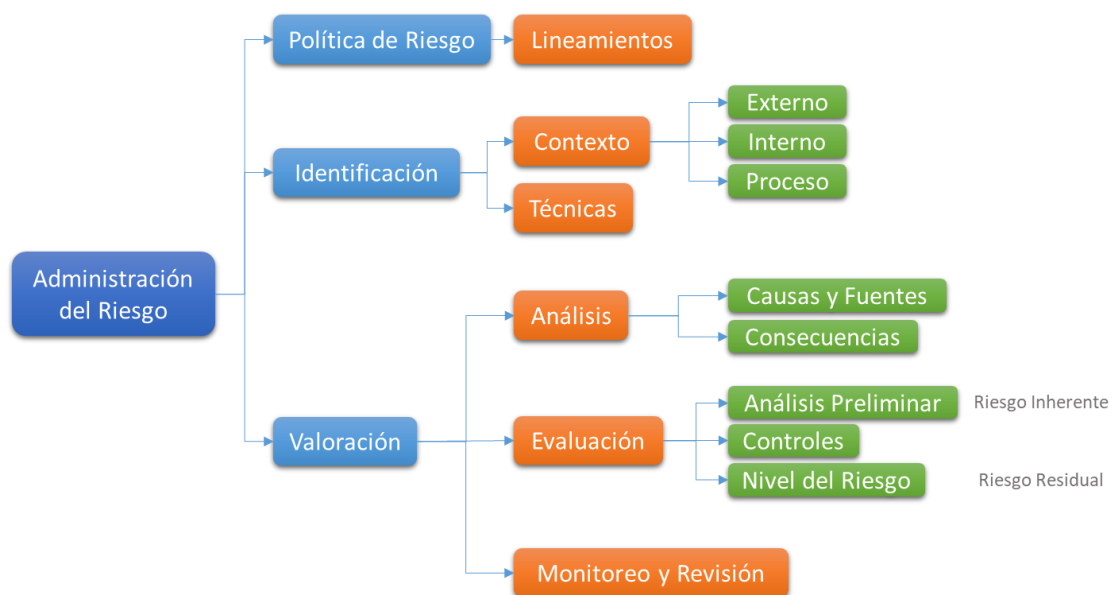 Política de Riesgo
Lineamientos
Externo
Contexto
Interno
Identificación
Proceso
Técnicas
Administración
del Riesgo
Causas y Fuentes
Análisis
Consecuencias
Análisis Preliminar
Riesgo Inherente
Valoración
Evaluación
Controles
Nivel del Riesgo
Riesgo Residual
Monitoreo y Revisión